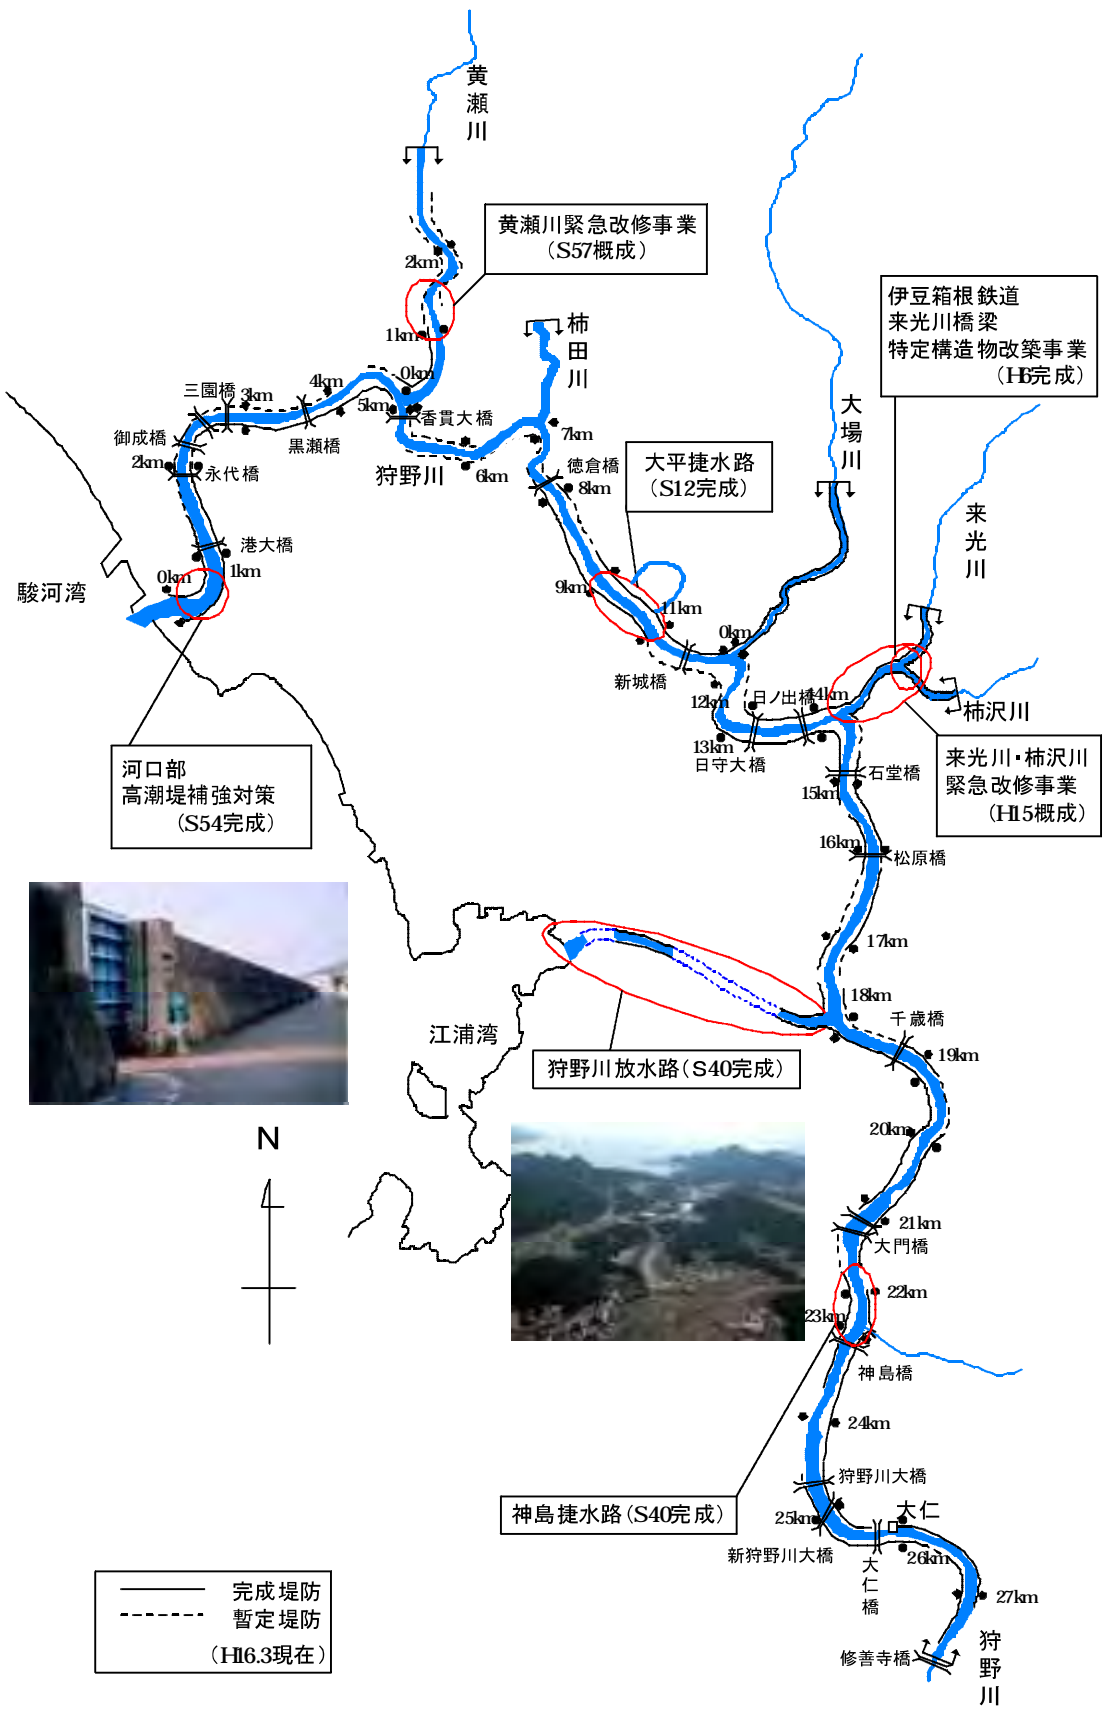 黄瀬川
黄瀬川緊急改修事業
(S57概成)
2km
1km
0km
柿田川
伊豆箱根鉄道
来光川橋梁
特定構造物改築事業
(H6完成)
大場川
来光川
三園橋
3km
4km
5km
香貫大橋
御成橋
黒瀬橋
2km
永代橋
狩野川
6km
7km
徳倉橋
8km
大平捷水路
(S12完成)
港大橋
1km
0km
駿河湾
9km
11km
0km
新城橋
12km
日ノ出橋
14km
柿沢川
13km
日守大橋
石堂橋
15km
来光川・柿沢川
緊急改修事業
(H15概成)
河口部
高潮堤補強対策
(S54完成)
16km
松原橋
17km
18km
千歳橋
19km
江浦湾
狩野川放水路(S40完成)
N
20km
21km
大門橋
22km
23km
神島橋
24km
狩野川大橋
神島捷水路(S40完成)
25km
大仁
新狩野川大橋
大仁橋
26km
27km
完成堤防
暫定堤防
(H16.3現在)
修善寺橋
狩野川